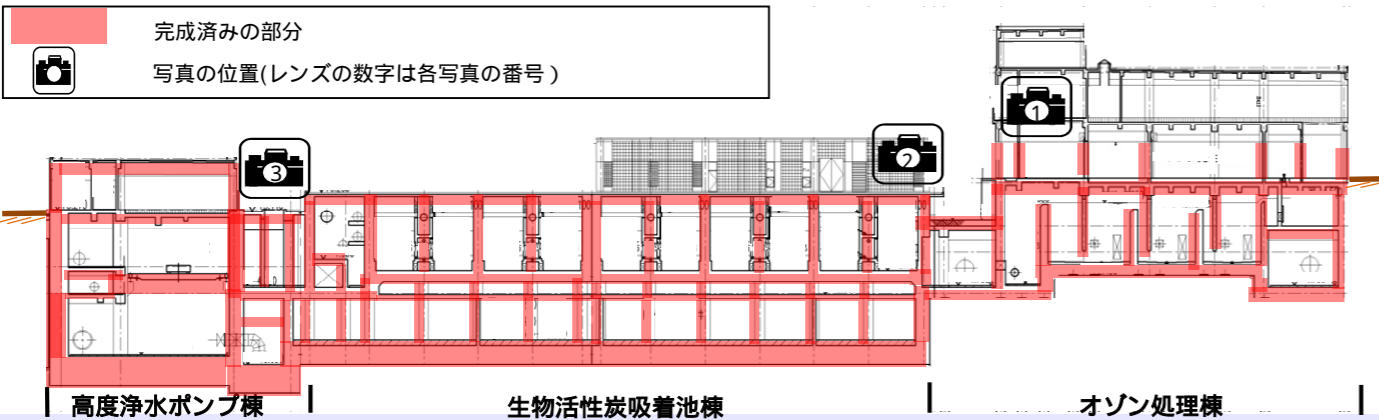 完成済みの部分
写真の位置(レンズの数字は各写真の番号)
①
②
③
高度浄水ポンプ棟 生物活性炭吸着池棟 オゾン処理棟